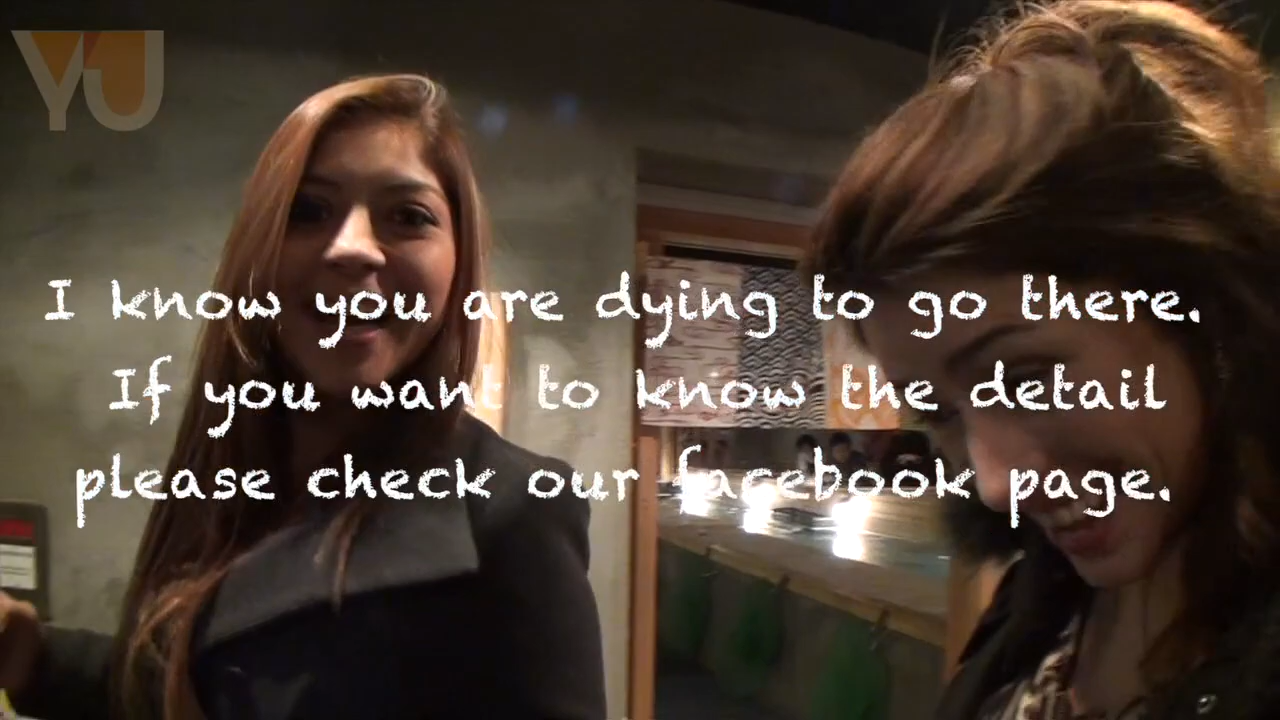 YU
I know you are dying to go there.
If you want to know the detail
please check our facebook page.